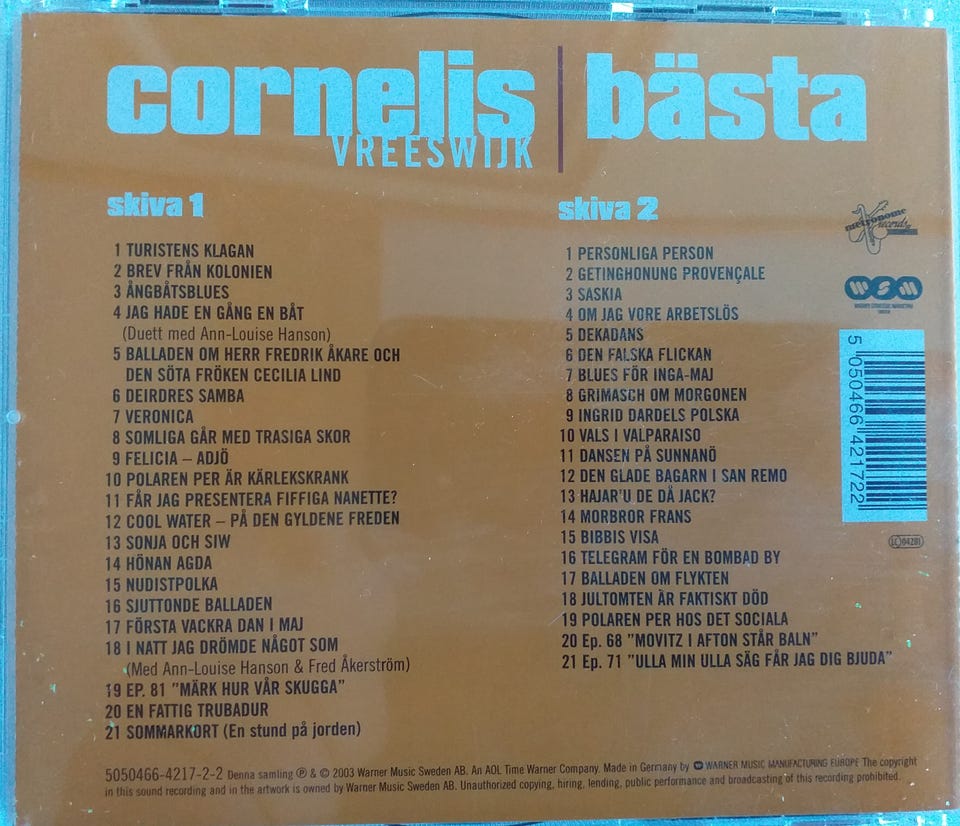 cornelis bästa
VREESWIJK
skiva 1
1 TURISTENS KLAGAN
2 BREV FRÅN KOLONIEN
3 ÅNGBÅTSBLUES
4 JAG HADE EN GÅNG EN BÅT
(Duett med Ann-Louise Hanson)
5 BALLADEN OM HERR FREDRIK ÅKARE OCH
DEN SÖTA FRÖKEN CECILIA LIND
6 DEIRDRES SAMBA
7 VERONICA
8 SOMLIGA GÅR MED TRASIGA SKOR
9 FELICIA – ADJÖ
10 POLAREN PER ÄR KÄRLEKSKRANK
11 FÅR JAG PRESENTERA FIFFIGA NANETTE?
12 COOL WATER – PÅ DEN GYLDENE FREDEN
13 SONJA OCH SIW
14 HÖNAN AGDA
15 NUDISTPOLKA
16 SJUTTONDE BALLADEN
17 FÖRSTA VACKRA DAN I MAJ
18 I NATT JAG DRÖMDE NÅGOT SOM
(Med Ann-Louise Hanson & Fred Åkerström)
19 EP. 81 "MÄRK HUR VÅR SKUGGA"
20 EN FATTIG TRUBADUR
21 SOMMARKORT (En stund på jorden)
skiva 2
1 PERSONLIGA PERSON
2 GETINGHONUNG PROVENÇALE
3 SASKIA
4 OM JAG VORE ARBETSLÖS
5 DEKADANS
6 DEN FALSKA FLICKAN
7 BLUES FÖR INGA-MAJ
8 GRIMASCH OM MORGONEN
9 INGRID DARDELS POLSKA
10 VALS I VALPARAISO
11 DANSEN PÅ SUNNANÖ
12 DEN GLADE BAGARN I SAN REMO
13 HAJAR'U DE DÅ JACK?
14 MORBROR FRANS
15 BIBBIS VISA
16 TELEGRAM FÖR EN BOMBAD BY
17 BALLADEN OM FLYKTEN
18 JULTOMTEN ÄR FAKTISKT DÖD
19 POLAREN PER HOS DET SOCIALA
20 Ep. 68 "MOVITZ I AFTON STÅR BALN"
21 Ep. 71 "ULLA MIN ULLA SÄG FÅR JAG DIG BJUDA"
metronome
records
WSM
5 050466 421722
LC 04281
5050466-4217-2-2 Denna samling ℗ & © 2003 Warner Music Sweden AB. An AOL Time Warner Company. Made in Germany by WARNER MUSIC MANUFACTURING EUROPE The copyright
in this sound recording and in the artwork is owned by Warner Music Sweden AB. Unauthorized copying, hiring, lending, public performance and broadcasting of this recording prohibited.